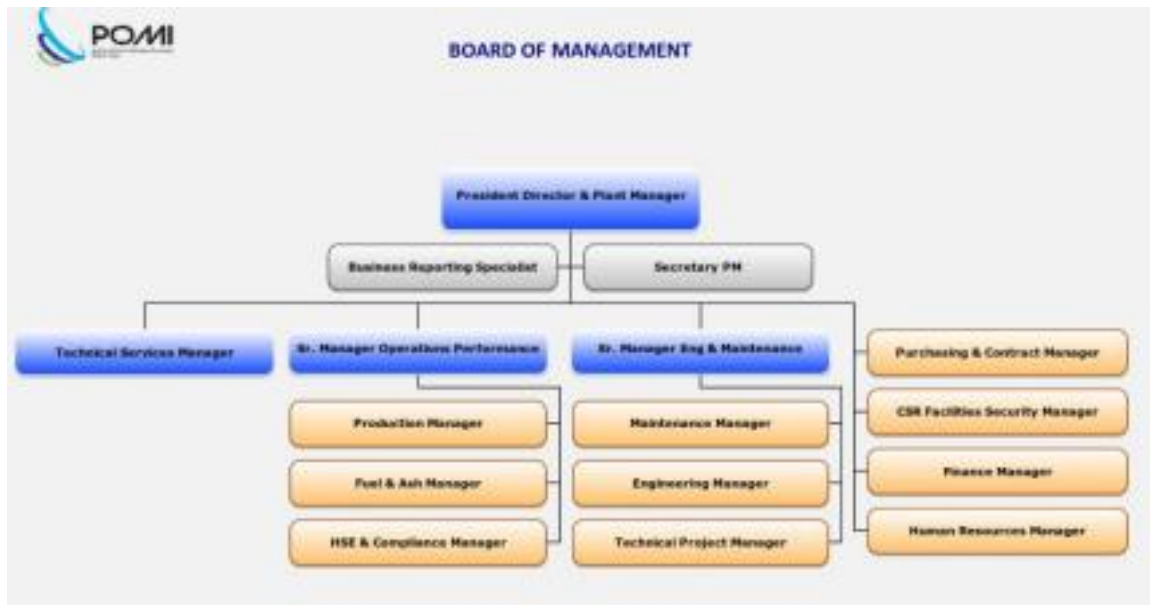 POMI
BOARD OF MANAGEMENT
President Director & Plant Manager
Business Reporting Specialist
Secretary PM
Technical Services Manager
Sr. Manager Operations Performance
Sr. Manager Eng & Maintenance
Purchasing & Contract Manager
Production Manager
Maintenance Manager
CSR Facilities Security Manager
Fuel & Ash Manager
Engineering Manager
Finance Manager
HSE & Compliance Manager
Technical Project Manager
Human Resources Manager